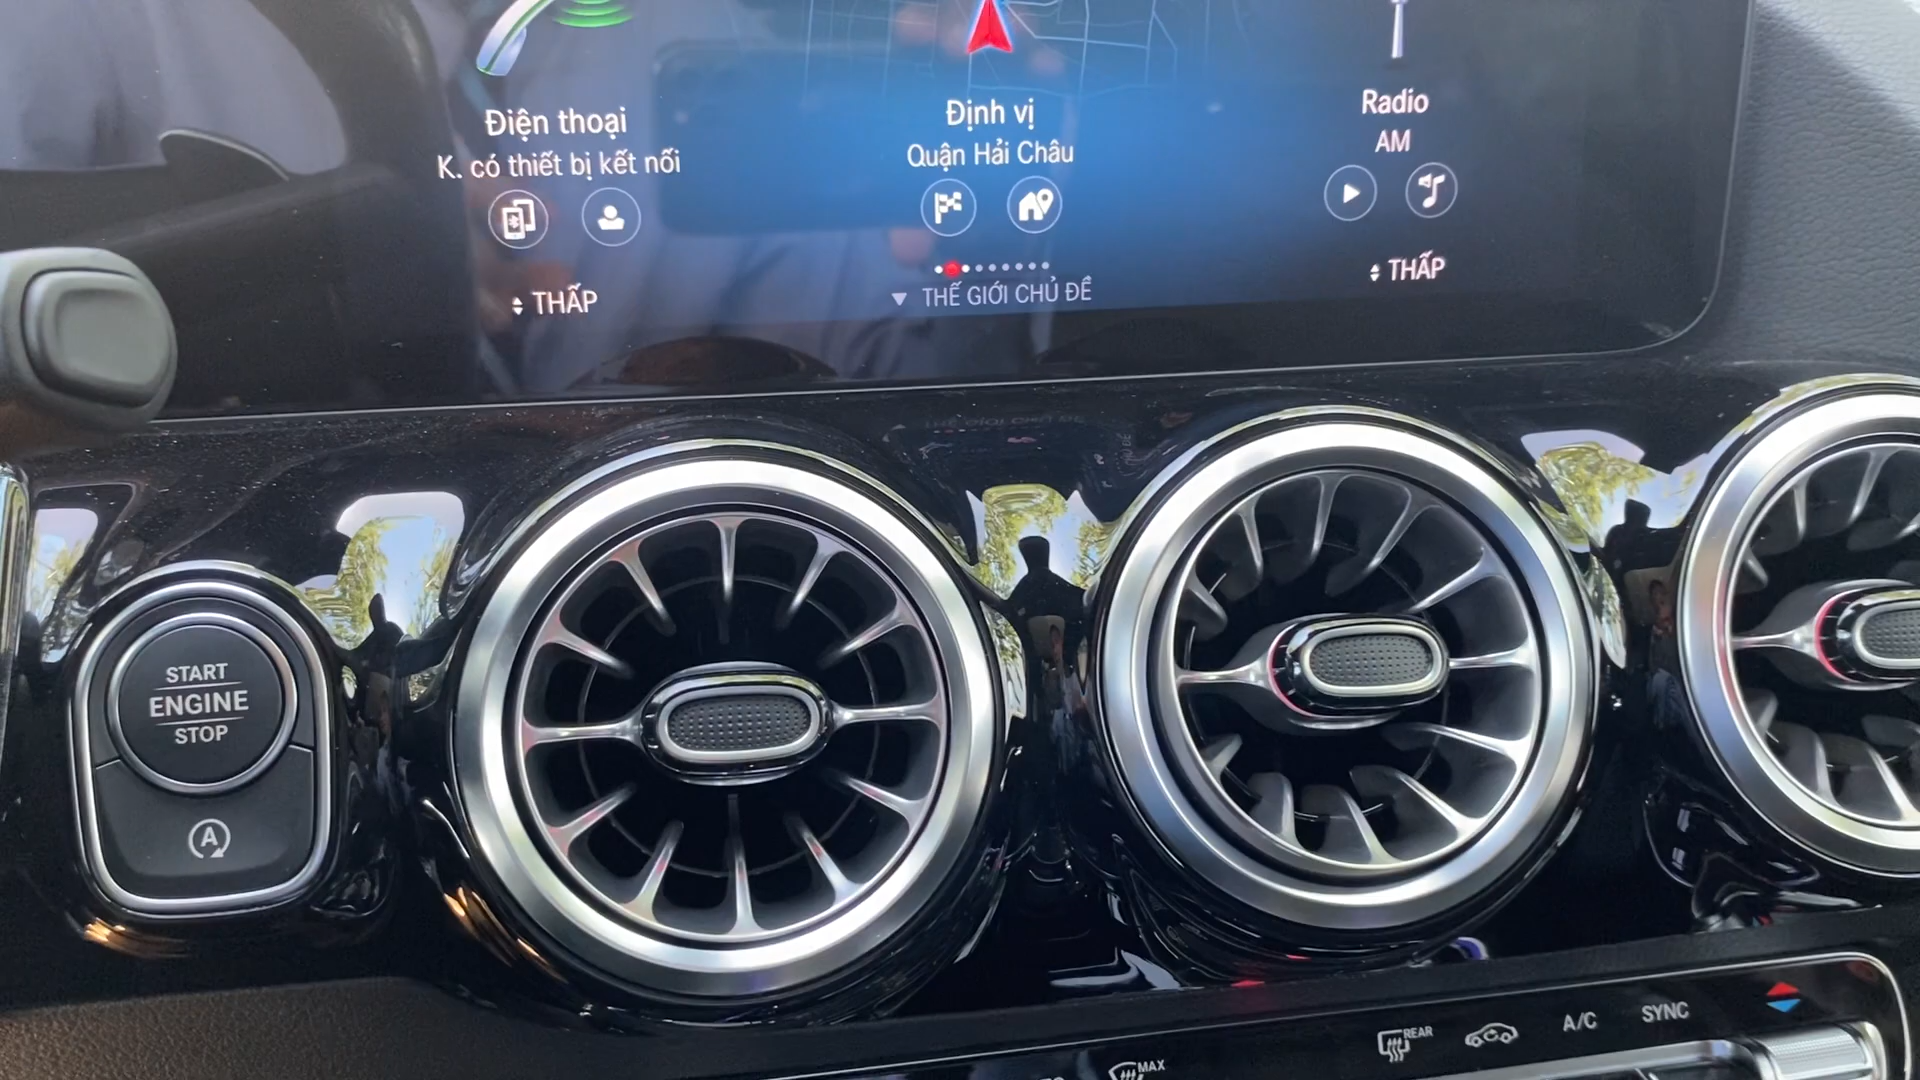 Điện thoại
K. có thiết bị kết nối
THẤP
Định vị
Quận Hải Châu
THẾ GIỚI CHỦ ĐỀ
Radio
AM
THẤP
START
ENGINE
STOP
A
REAR
A/C
SYNC
MAX